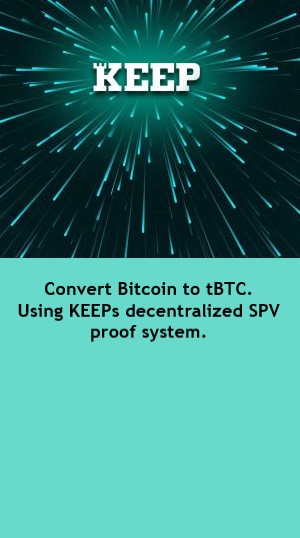 KEEP
Convert Bitcoin to tBTC.
Using KEEPs decentralized SPV
proof system.